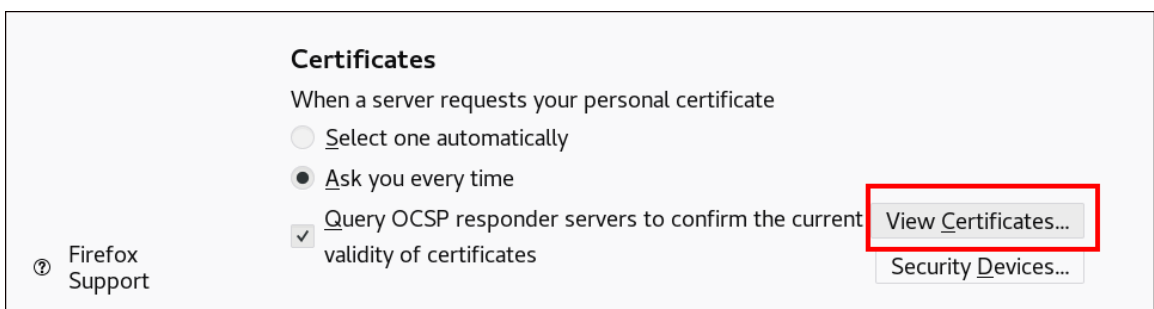 Certificates
When a server requests your personal certificate
Select one automatically
Ask you every time
Query OCSP responder servers to confirm the current
validity of certificates
View Certificates...
Security Devices...
Firefox
Support